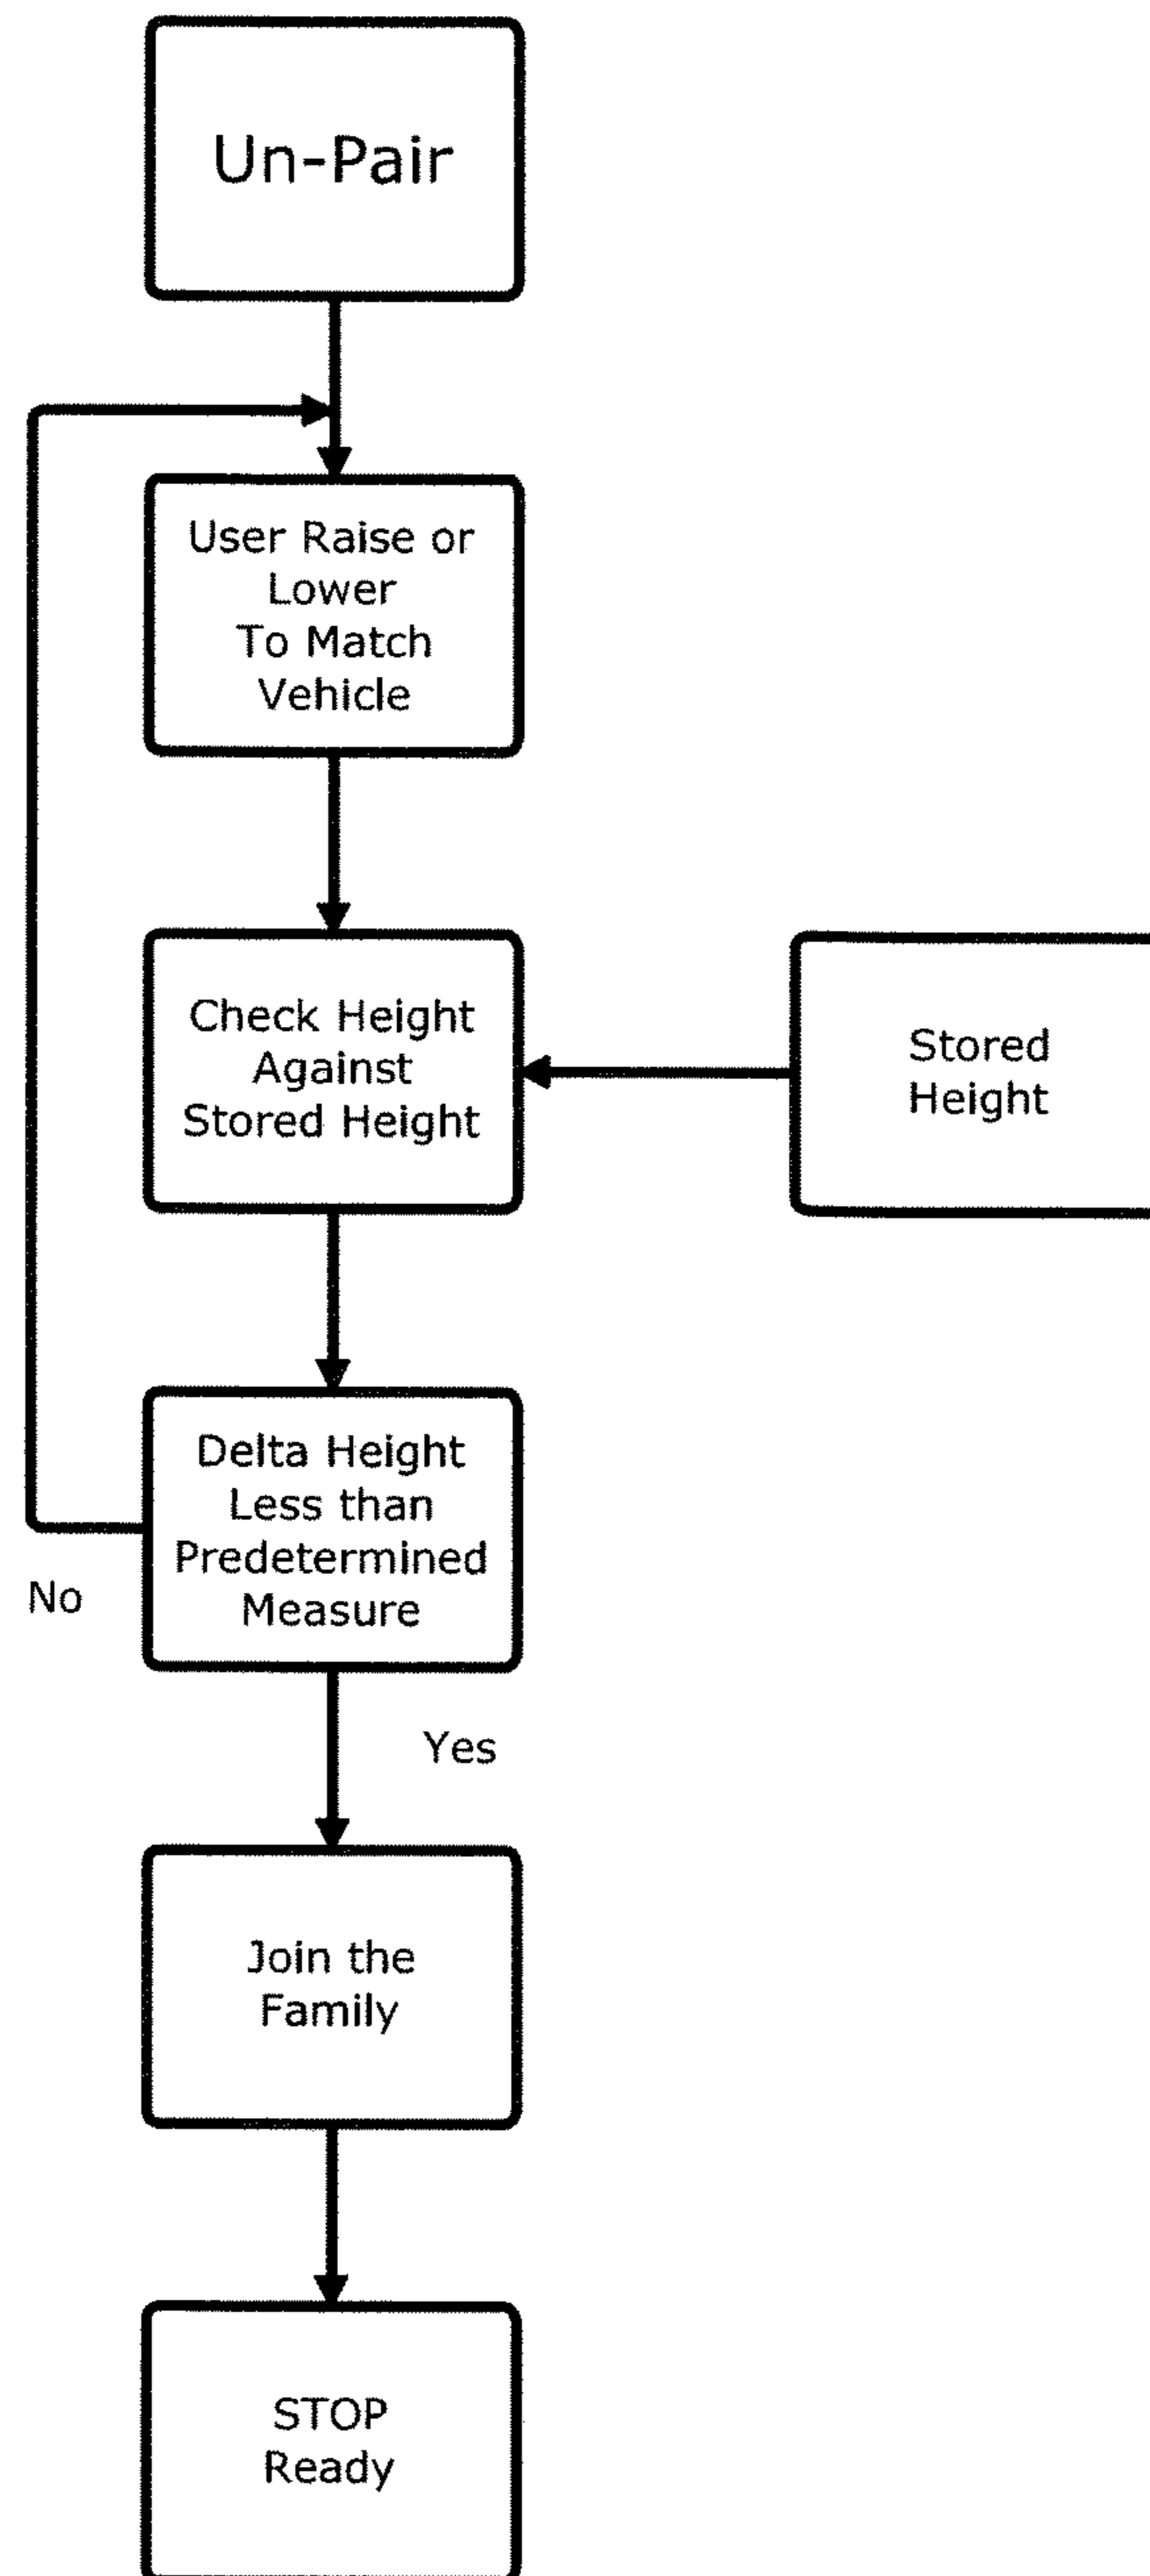 Un-Pair
User Raise or
Lower
To Match
Vehicle
Check Height
Against
Stored Height
Stored
Height
Delta Height
Less than
Predetermined
Measure
No
Yes
Join the
Family
STOP
Ready